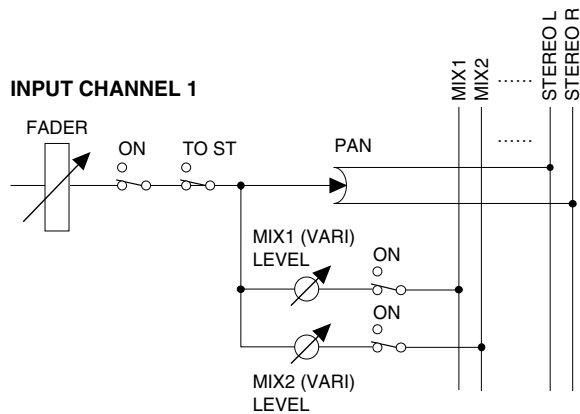 INPUT CHANNEL 1
FADER
ON
TO ST
PAN
MIX1
MIX2
......
STEREO L
STEREO R
......
MIX1 (VARI)
LEVEL
ON
ON
MIX2 (VARI)
LEVEL